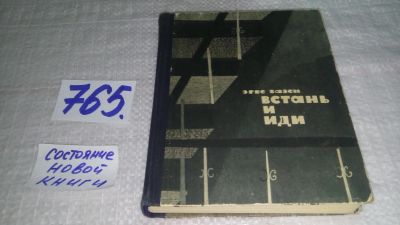 765.
состояние
новой
книги
эрве базен
встань
и
иди